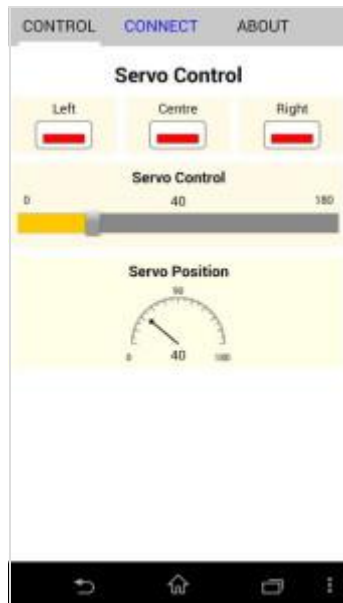 CONTROL CONNECT ABOUT
Servo Control
Left Centre Right
Servo Control
0 40 180
Servo Position
90
0 40 180